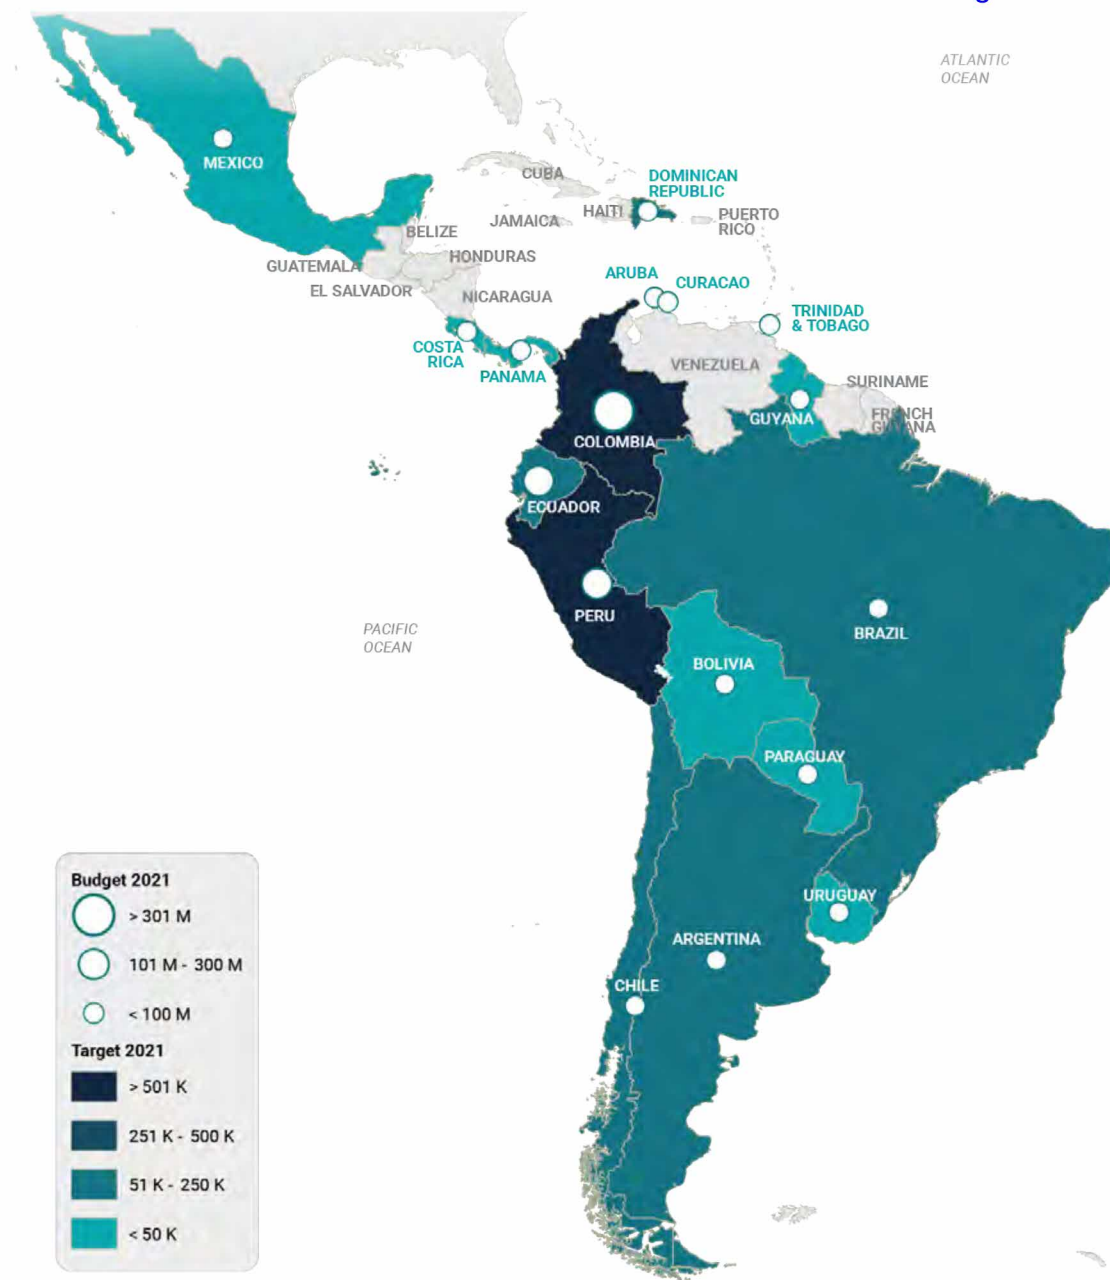 ATLANTIC
OCEAN
MEXICO
CUBA
DOMINICAN
REPUBLIC
HAITI
PUERTO
RICO
JAMAICA
BELIZE
HONDURAS
GUATEMALA
EL SALVADOR
NICARAGUA
ARUBA
CURACAO
TRINIDAD
& TOBAGO
COSTA
RICA
PANAMA
VENEZUELA
SURINAME
GUYANA
FRENCH
GUYANA
COLOMBIA
ECUADOR
PERU
PACIFIC
OCEAN
BRAZIL
BOLIVIA
PARAGUAY
URUGUAY
ARGENTINA
CHILE
Budget 2021
> 301 M
101 M - 300 M
< 100 M
Target 2021
> 501 K
251 K - 500 K
51 K - 250 K
< 50 K